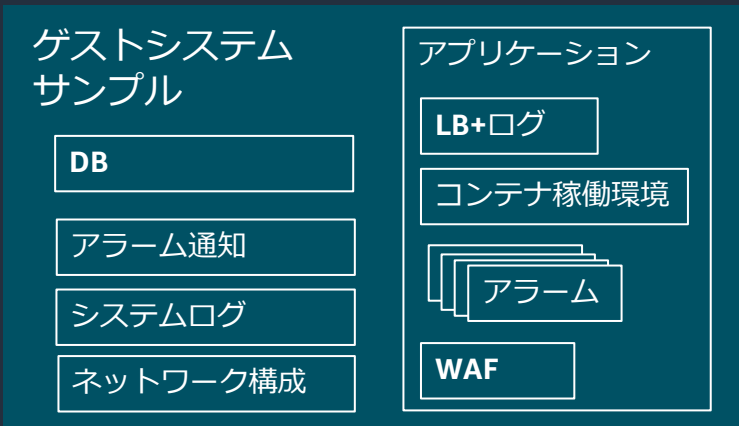 ゲストシステム
サンプル
DB
アラーム通知
システムログ
ネットワーク構成
アプリケーション
LB+ログ
コンテナ稼働環境
アラーム
WAF